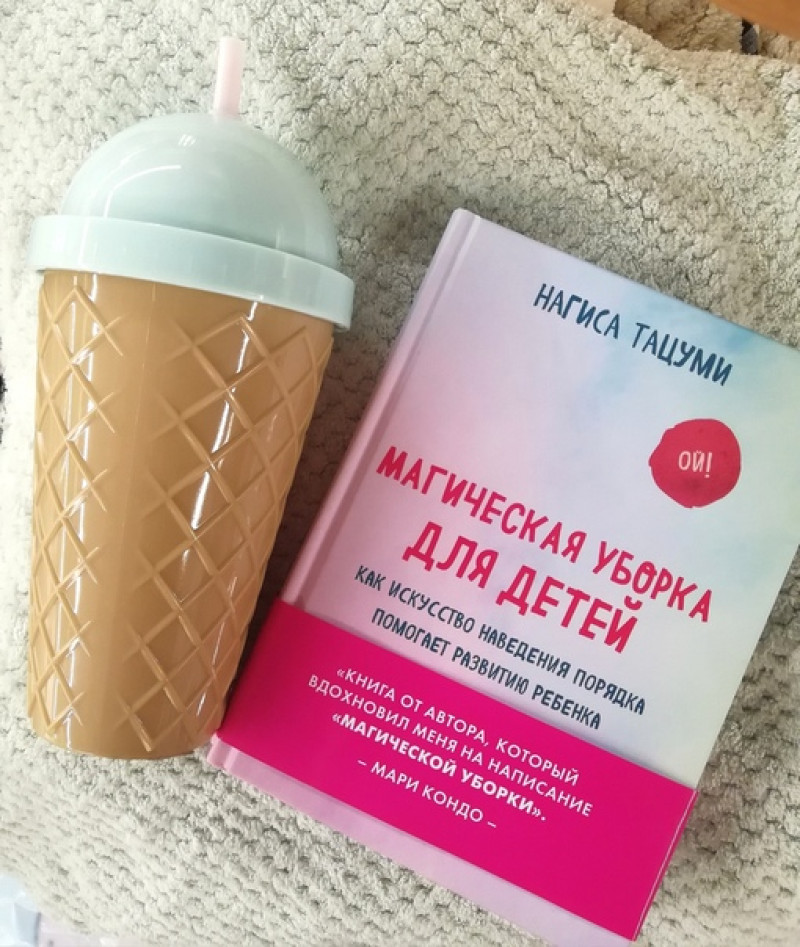 НАГИСА ТАЦУМИ
ОЙ!
МАГИЧЕСКАЯ УБОРКА
ДЛЯ ДЕТЕЙ
КАК ИСКУССТВО НАВЕДЕНИЯ ПОРЯДКА
ПОМОГАЕТ РАЗВИТИЮ РЕБЕНКА
«КНИГА ОТ АВТОРА, КОТОРЫЙ
ВДОХНОВИЛ МЕНЯ НА НАПИСАНИЕ
«МАГИЧЕСКОЙ УБОРКИ».
– МАРИ КОНДО –